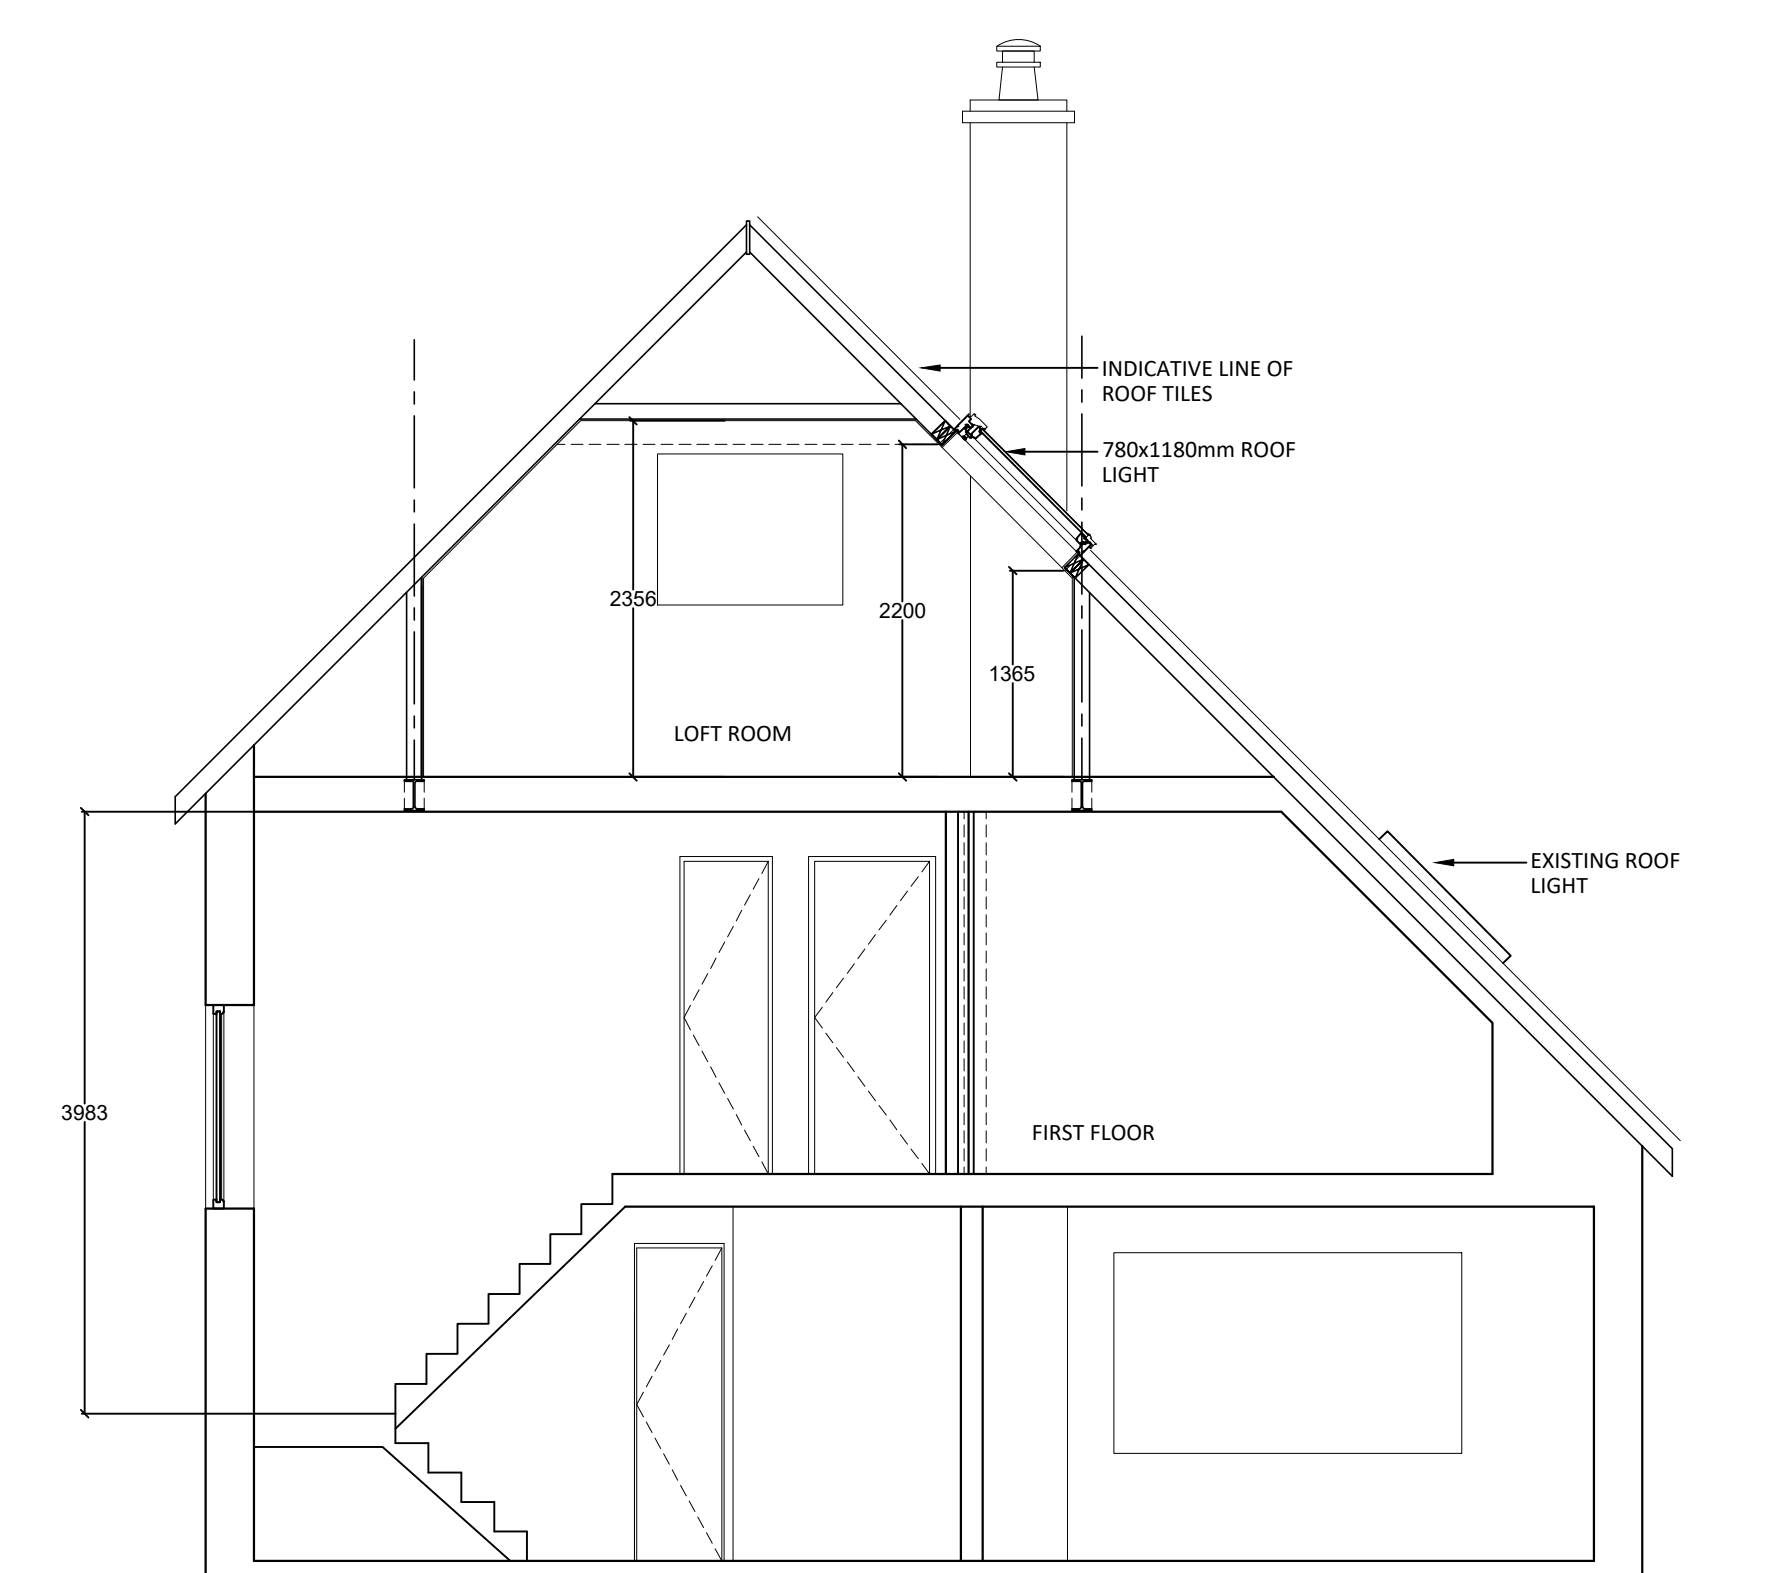 INDICATIVE LINE OF
ROOF TILES
780x1180mm ROOF
LIGHT
2356
2200
1365
LOFT ROOM
EXISTING ROOF
LIGHT
3983
FIRST FLOOR